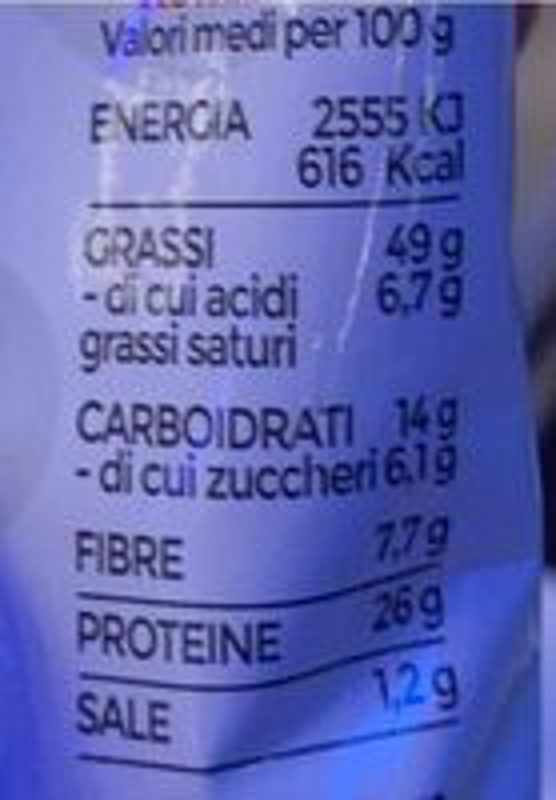 Valori medi per 100 g
ENERGIA 2555 KJ
616 Kcal
GRASSI 49 g
- di cui acidi 6,7 g
grassi saturi
CARBOIDRATI 14 g
- di cui zuccheri 6,1 g
FIBRE 7,7 g
PROTEINE 26 g
SALE 1,2 g